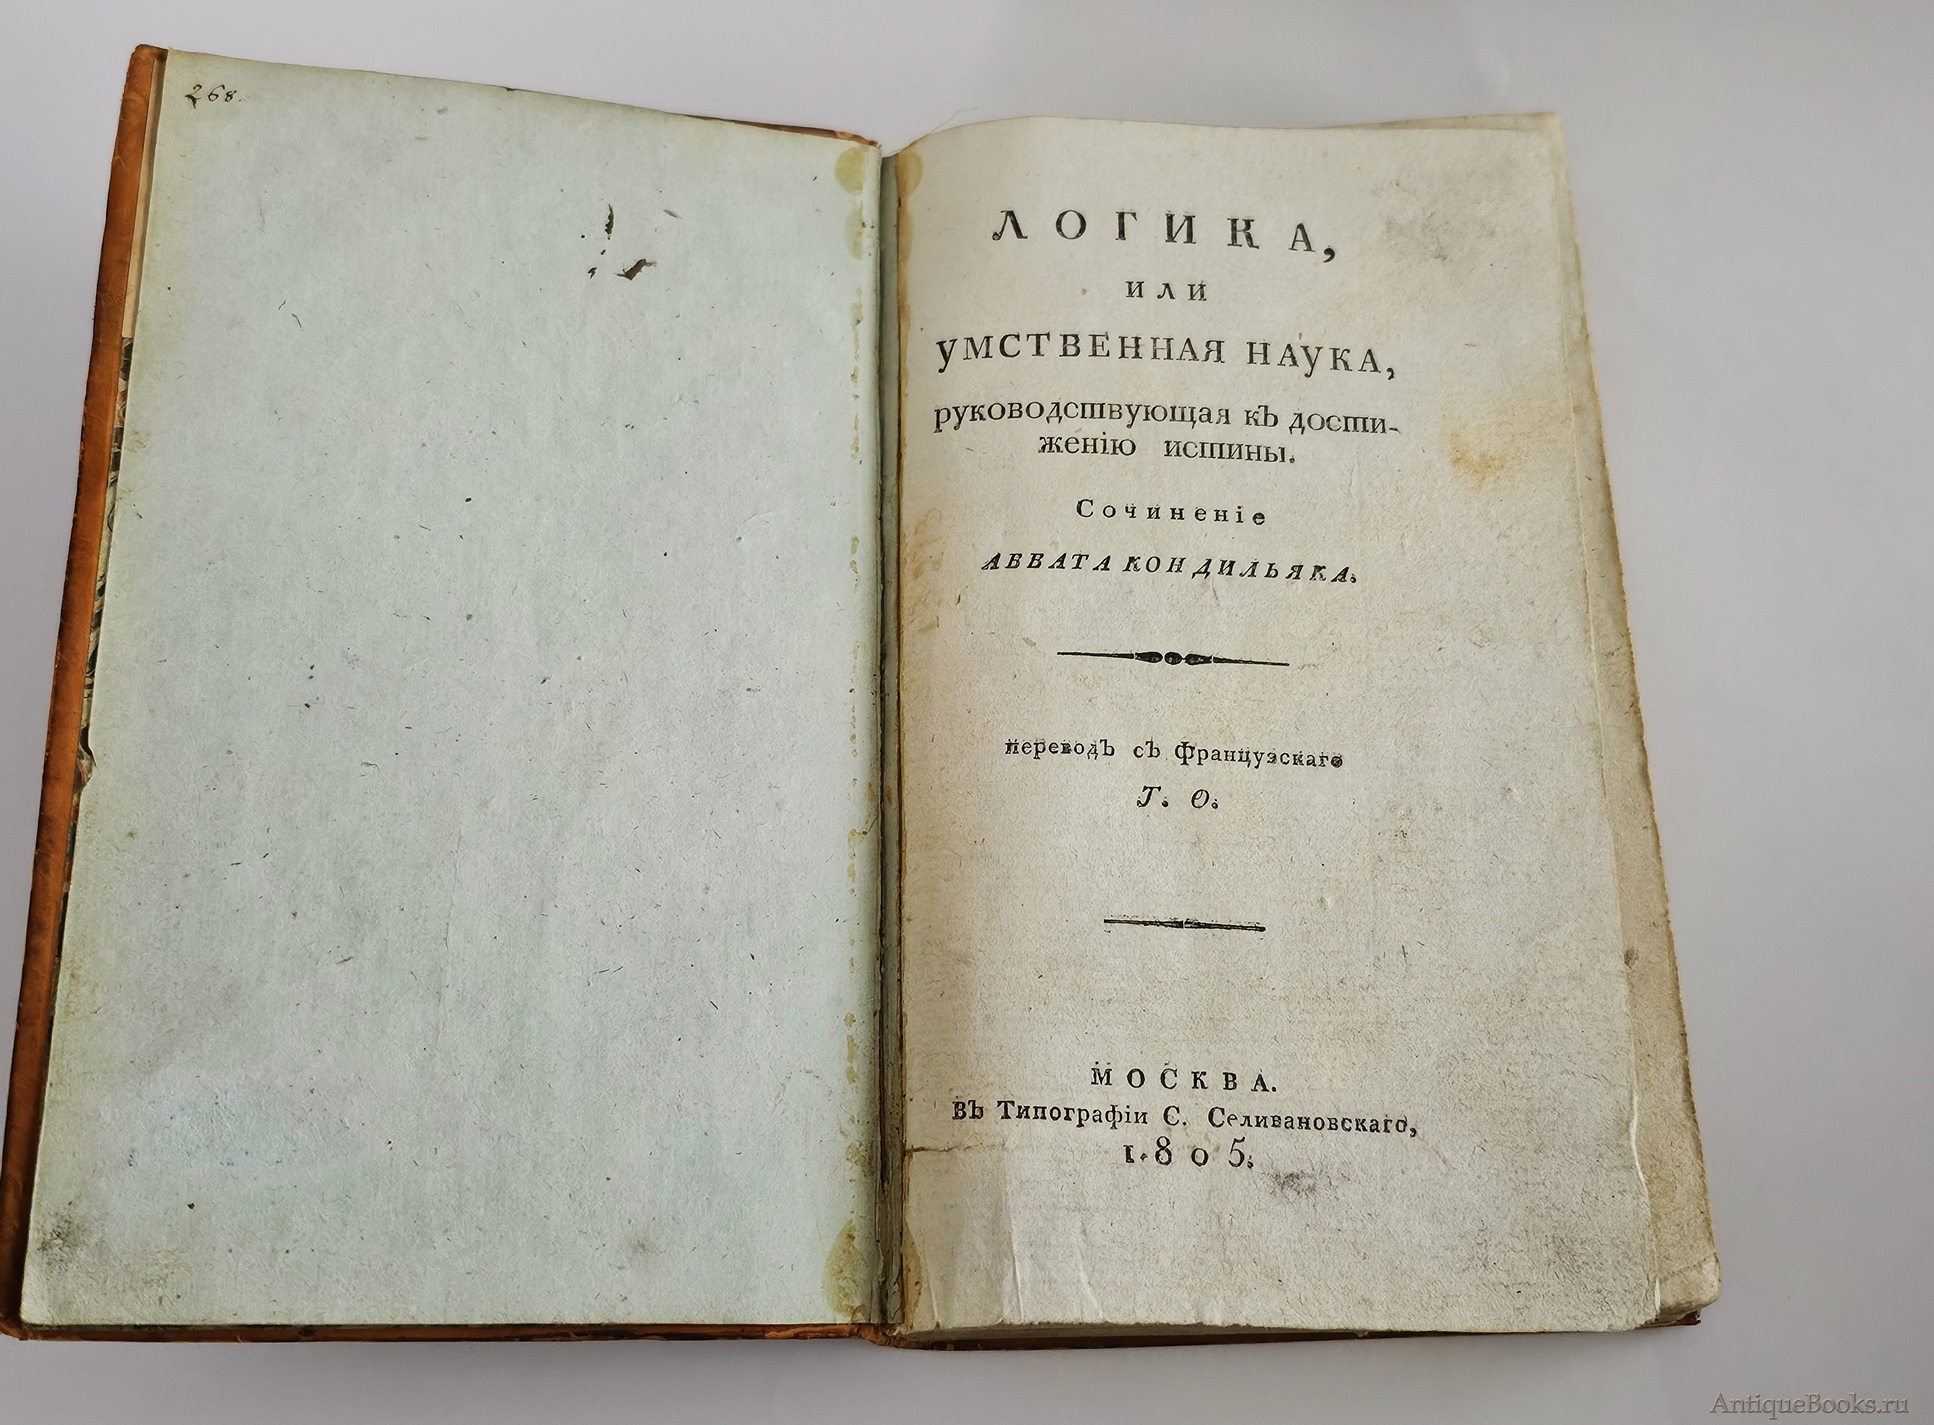 268.
ЛОГИКА,
ИЛИ
УМСТВЕННАЯ НАУКА,
руководствующая къ дости-
женію истины.
Сочиненіе
АББАТА КОНДИЛЬЯКА.
переводъ съ Французскаго
Г. О.
МОСКВА.
Въ Типографіи С. Селивановскаго,
1805.
AntiqueBooks.ru